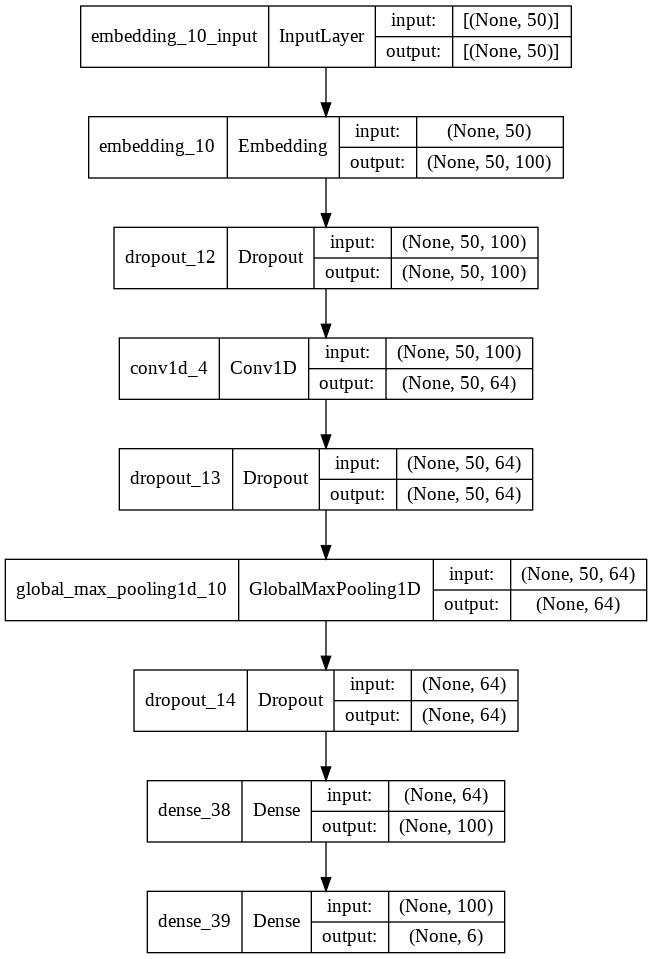 embedding_10_input InputLayer input: [(None, 50)]
output: [(None, 50)]
embedding_10 Embedding input: (None, 50)
output: (None, 50, 100)
dropout_12 Dropout input: (None, 50, 100)
output: (None, 50, 100)
conv1d_4 Conv1D input: (None, 50, 100)
output: (None, 50, 64)
dropout_13 Dropout input: (None, 50, 64)
output: (None, 50, 64)
global_max_pooling1d_10 GlobalMaxPooling1D input: (None, 50, 64)
output: (None, 64)
dropout_14 Dropout input: (None, 64)
output: (None, 64)
dense_38 Dense input: (None, 64)
output: (None, 100)
dense_39 Dense input: (None, 100)
output: (None, 6)